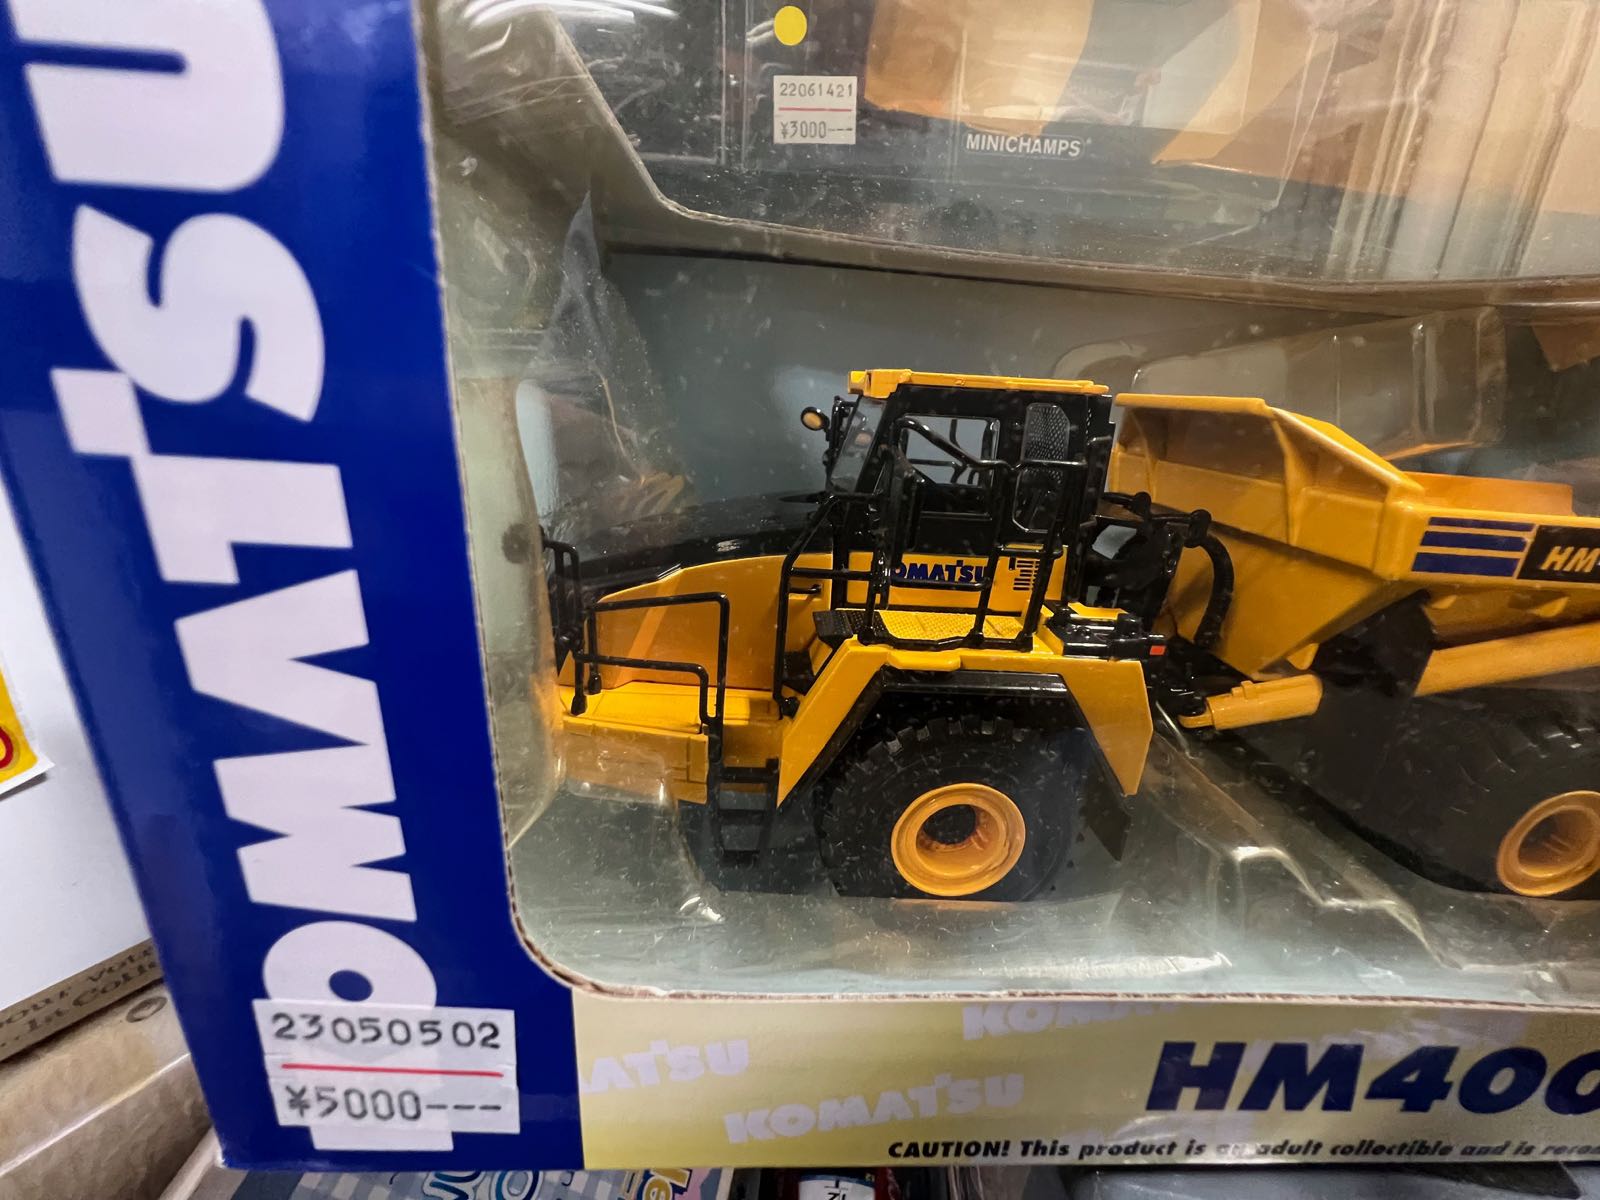 22061421
¥3000---
MINICHAMPS
KOMATSU
KOMATSU
HM4
23050502
¥5000---
KOMATSU
KOMATSU
KOMATSU
HM400
CAUTION! This product is an adult collectible and is